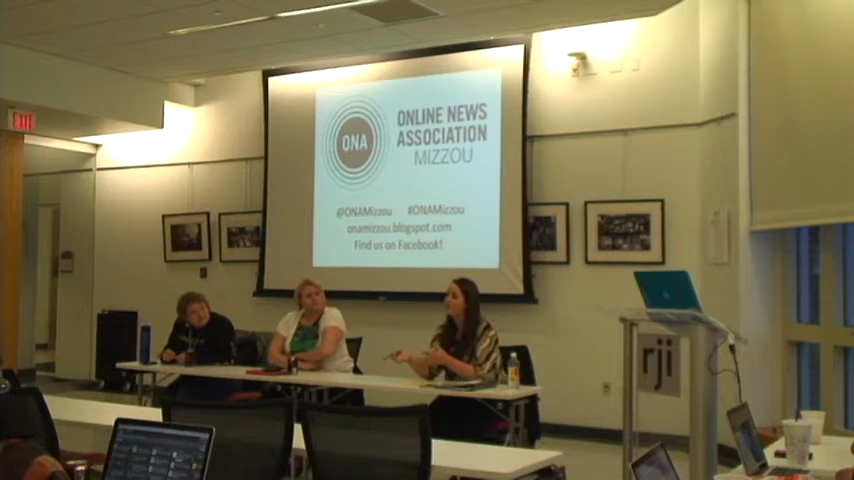 EXIT
ONA
ONLINE NEWS
ASSOCIATION
MIZZOU
@ONAMizzou #ONAMizzou
onamizzou.blogspot.com
Find us on Facebook!
rji